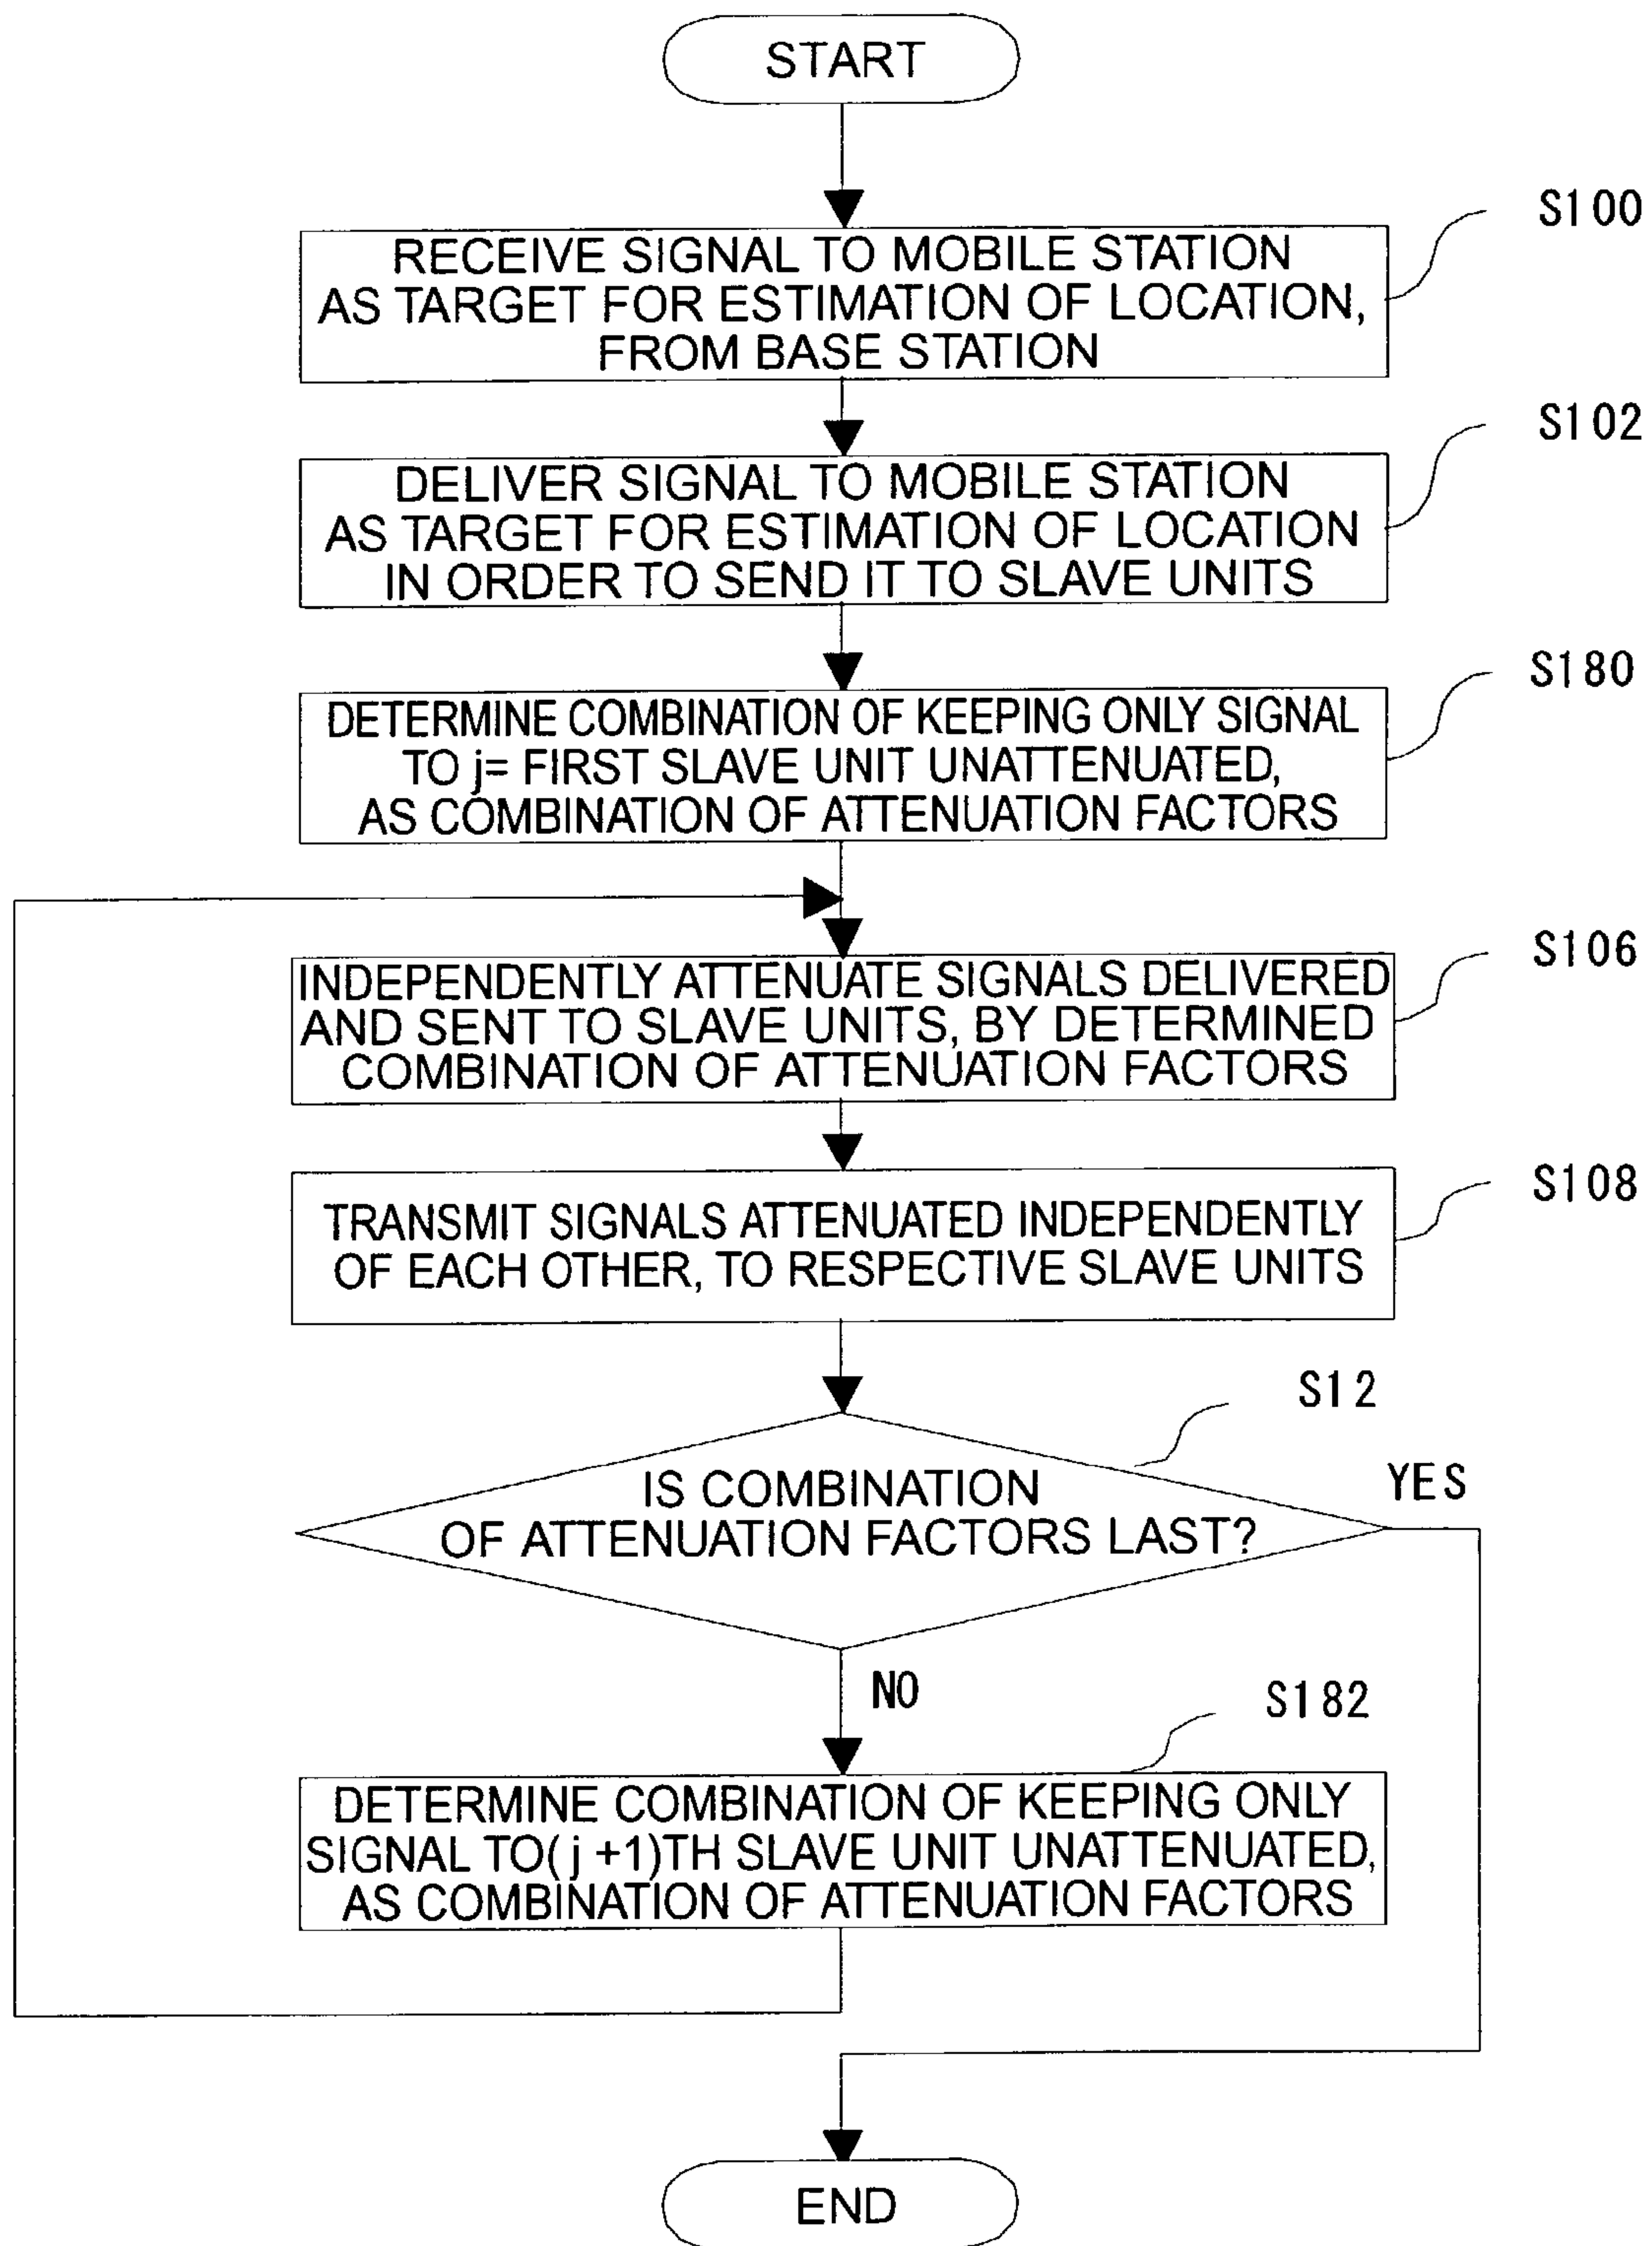 START
S100
RECEIVE SIGNAL TO MOBILE STATION
AS TARGET FOR ESTIMATION OF LOCATION,
FROM BASE STATION
S102
DELIVER SIGNAL TO MOBILE STATION
AS TARGET FOR ESTIMATION OF LOCATION
IN ORDER TO SEND IT TO SLAVE UNITS
S180
DETERMINE COMBINATION OF KEEPING ONLY SIGNAL
TO j= FIRST SLAVE UNIT UNATTENUATED,
AS COMBINATION OF ATTENUATION FACTORS
S106
INDEPENDENTLY ATTENUATE SIGNALS DELIVERED
AND SENT TO SLAVE UNITS, BY DETERMINED
COMBINATION OF ATTENUATION FACTORS
S108
TRANSMIT SIGNALS ATTENUATED INDEPENDENTLY
OF EACH OTHER, TO RESPECTIVE SLAVE UNITS
S12
IS COMBINATION
OF ATTENUATION FACTORS LAST?
YES
NO
S182
DETERMINE COMBINATION OF KEEPING ONLY
SIGNAL TO( j +1)TH SLAVE UNIT UNATTENUATED,
AS COMBINATION OF ATTENUATION FACTORS
END